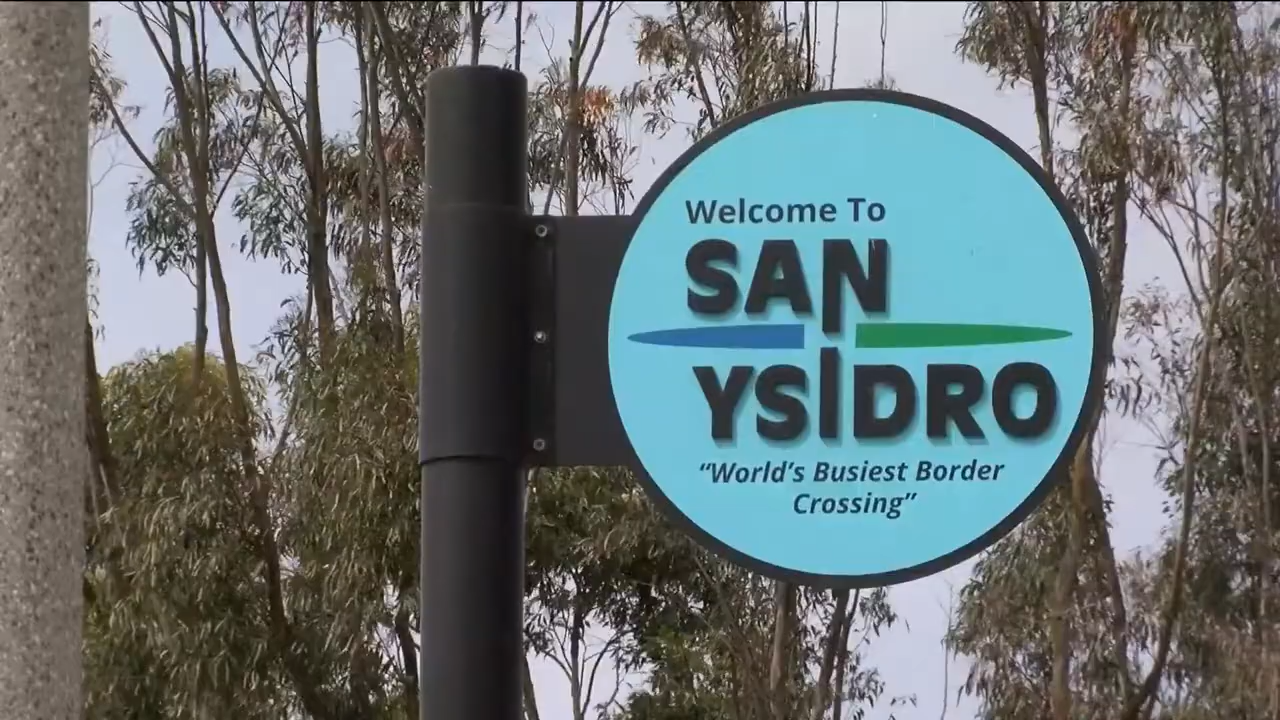 Welcome To
SAN
YSIDRO
“World’s Busiest Border
Crossing”